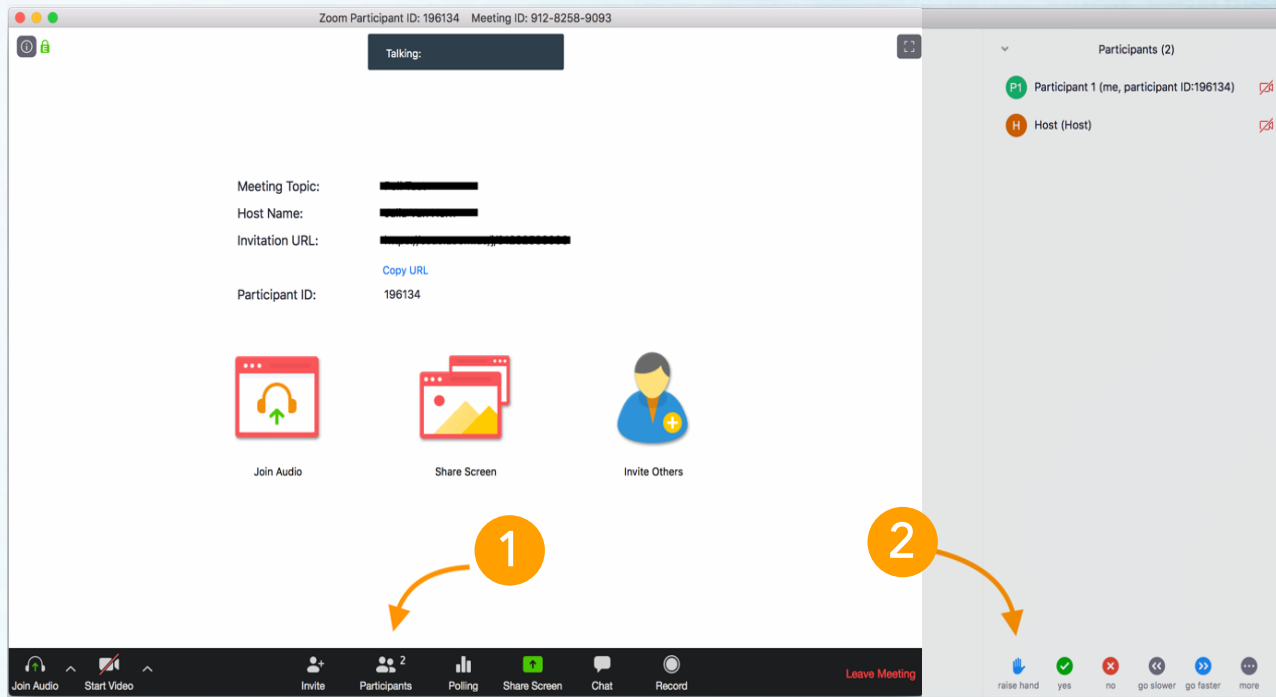 Zoom Participant ID: 196134 Meeting ID: 912-8258-9093
Talking:
Meeting Topic:
Host Name:
Invitation URL:
Copy URL
Participant ID: 196134
Join Audio
Share Screen
Invite Others
1
Join Audio
Start Video
Invite
2
Participants
Polling
Share Screen
Chat
Record
Leave Meeting
Participants (2)
P1 Participant 1 (me, participant ID:196134)
H Host (Host)
2
raise hand
yes
no
go slower
go faster
more